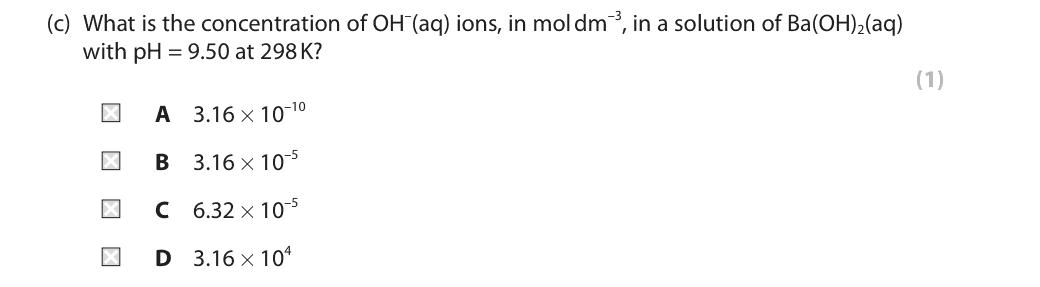 (c) What is the concentration of OH⁻(aq) ions, in mol dm⁻³, in a solution of Ba(OH)₂(aq)
with pH = 9.50 at 298 K?
(1)
A 3.16 × 10⁻¹⁰
B 3.16 × 10⁻⁵
C 6.32 × 10⁻⁵
D 3.16 × 10⁴